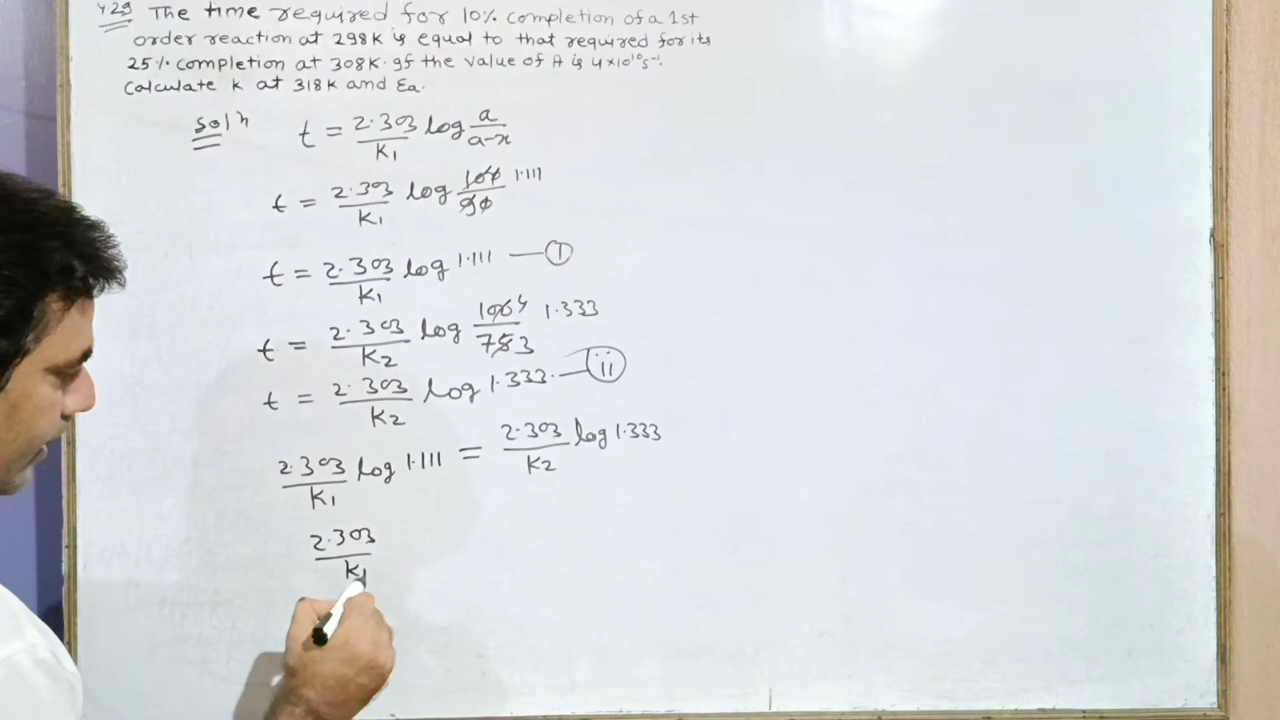 4.29 The time required for 10% completion of a 1st
order reaction at 298K is equal to that required for its
25% completion at 308K. If the value of A is 4×10¹⁰s⁻¹.
Calculate k at 318K and Ea.
Solⁿ t = 2.303/K₁ log a/a-x
t = 2.303/K₁ log 100/90 1.111
t = 2.303/K₁ log 1.111 — I
t = 2.303/K₂ log 100 4/75 3 1.333
t = 2.303/K₂ log 1.333. — ii
2.303/K₁ log 1.111 = 2.303/K₂ log 1.333
2.303/K₁